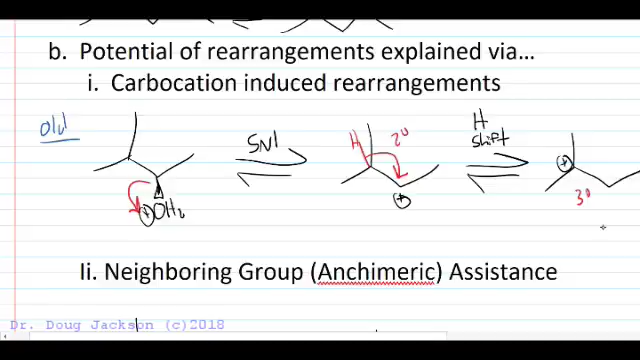 b. Potential of rearrangements explained via...
i. Carbocation induced rearrangements
Old
SN1
H
2°
H
shift
+
OH₂
+
+
3°
Ii. Neighboring Group (Anchimeric) Assistance
Dr. Doug Jackson (c)2018